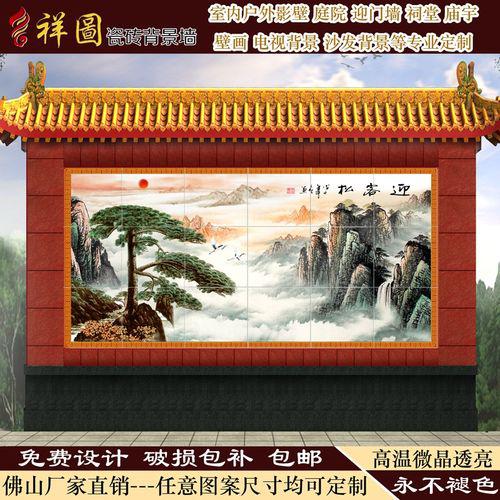 祥圖 瓷砖背景墙
室内户外影壁 庭院 迎门墙 祠堂 庙宇
壁画 电视背景 沙发背景等专业定制
迎客松
免费设计 破损包补 包邮
高温微晶透亮
佛山厂家直销---任意图案尺寸均可定制
永不褪色